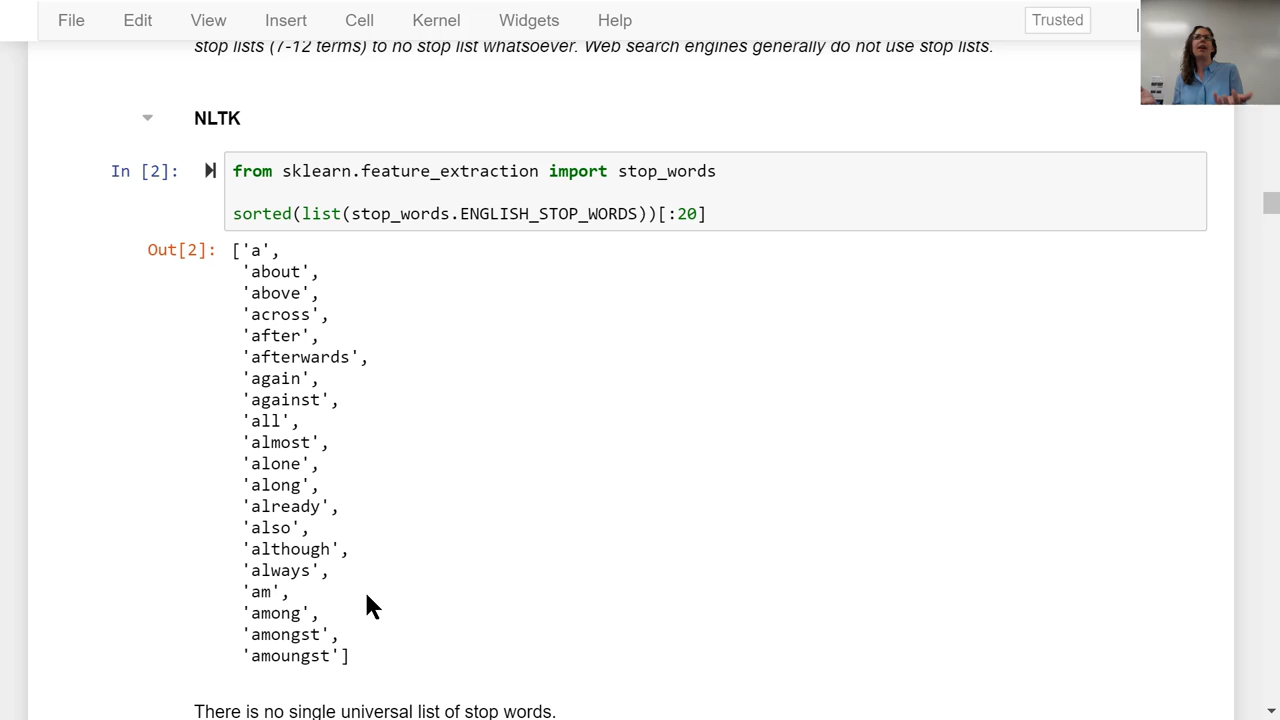 File Edit View Insert Cell Kernel Widgets Help Trusted
stop lists (7-12 terms) to no stop list whatsoever. Web search engines generally do not use stop lists.
NLTK
In [2]: from sklearn.feature_extraction import stop_words
sorted(list(stop_words.ENGLISH_STOP_WORDS))[:20]
Out[2]: ['a',
'about',
'above',
'across',
'after',
'afterwards',
'again',
'against',
'all',
'almost',
'alone',
'along',
'already',
'also',
'although',
'always',
'am',
'among',
'amongst',
'amoungst']
There is no single universal list of stop words.